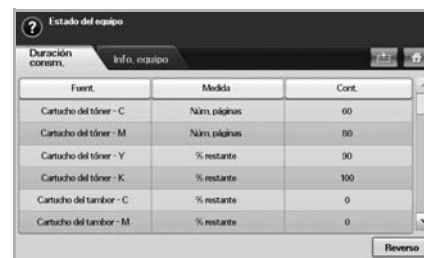 Estado del equipo
Duración
consm,
Info, equipo
Fuent. Medida Cont.
Cartucho del tóner - C Núm, páginas 60
Cartucho del tóner - M Núm, páginas 80
Cartucho del tóner - Y % restante 90
Cartucho del tóner - K % restante 100
Cartucho del tambor - C % restante 0
Cartucho del tambor - M % restante 0
Reverso